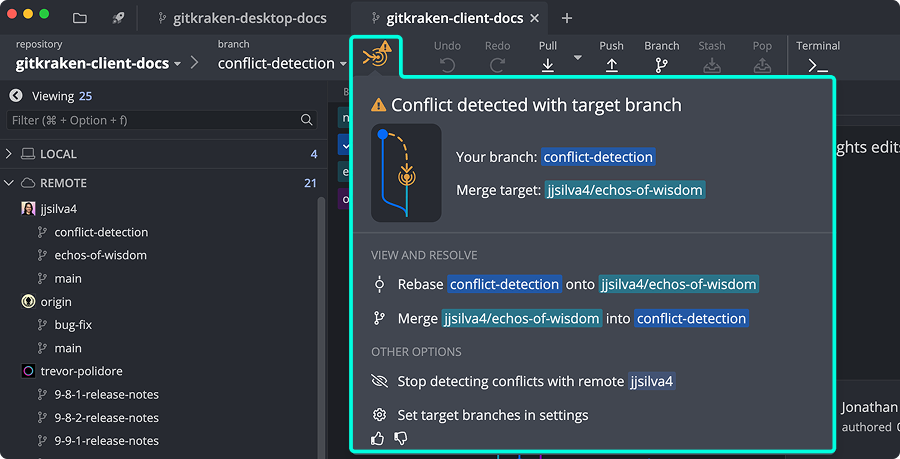 gitkraken-desktop-docs
gitkraken-client-docs
repository
gitkraken-client-docs
branch
conflict-detection
Undo
Redo
Pull
Push
Branch
Stash
Pop
Terminal
Viewing 25
Filter (⌘ + Option + f)
LOCAL 4
REMOTE 21
jjsilva4
conflict-detection
echos-of-wisdom
main
origin
bug-fix
main
trevor-polidore
9-8-1-release-notes
9-8-2-release-notes
9-9-1-release-notes
Conflict detected with target branch
Your branch: conflict-detection
Merge target: jjsilva4/echos-of-wisdom
VIEW AND RESOLVE
Rebase conflict-detection onto jjsilva4/echos-of-wisdom
Merge jjsilva4/echos-of-wisdom into conflict-detection
OTHER OPTIONS
Stop detecting conflicts with remote jjsilva4
Set target branches in settings
ghts edits
Jonathan
authored